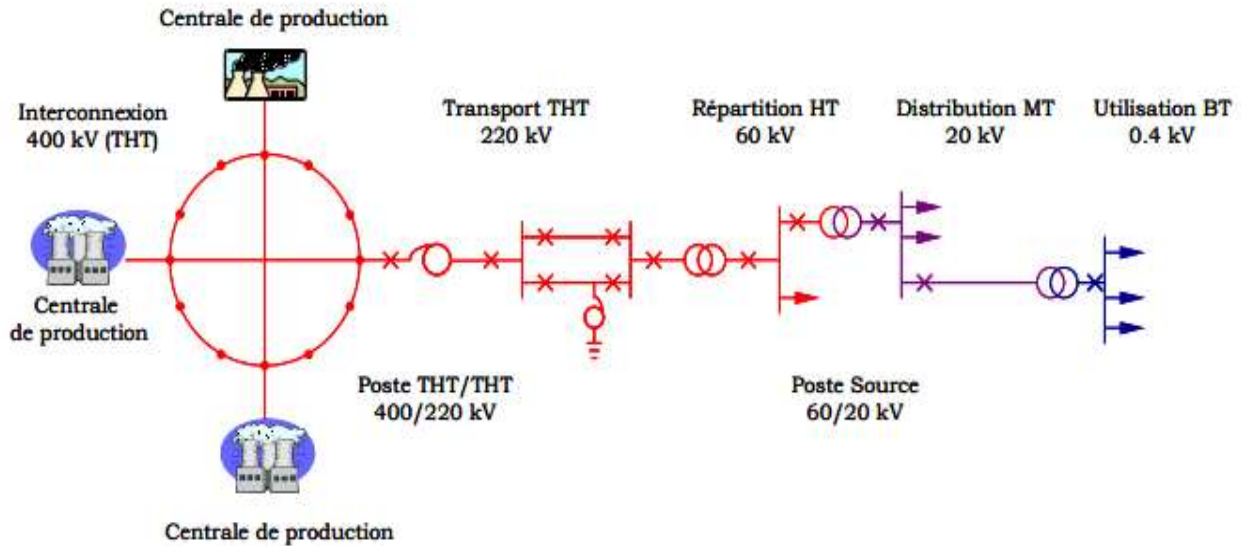 Centrale de production
Interconnexion
400 kV (THT)
Transport THT
220 kV
Répartition HT
60 kV
Distribution MT
20 kV
Utilisation BT
0.4 kV
Centrale
de production
Poste THT/THT
400/220 kV
Poste Source
60/20 kV
Centrale de production